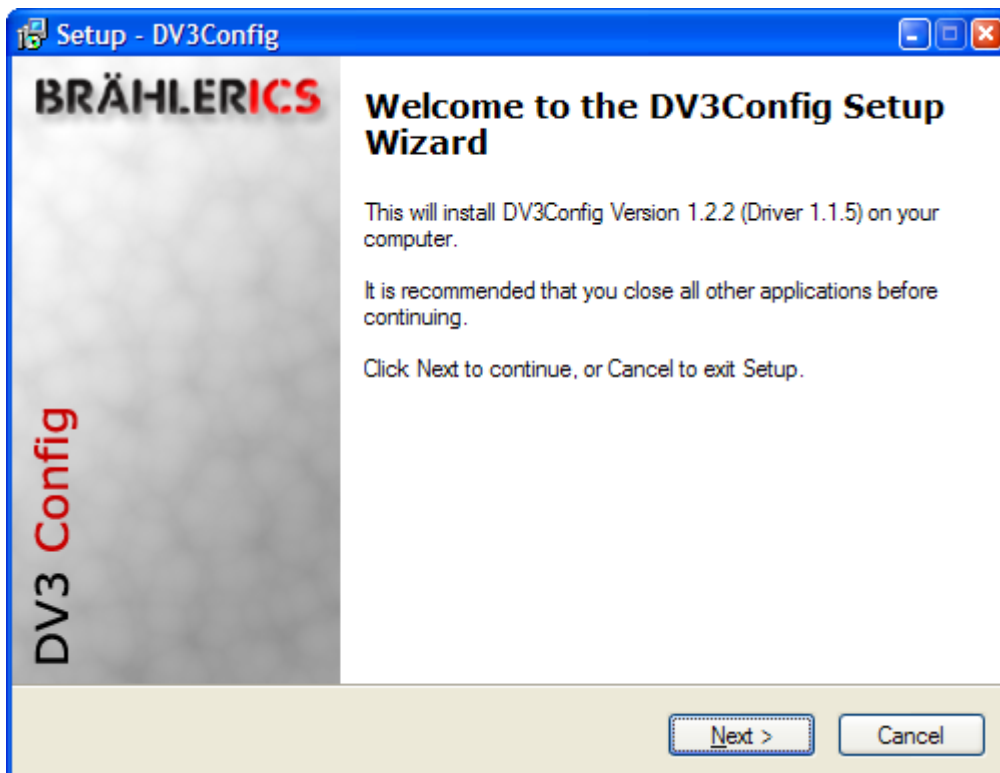 Setup - DV3Config
BRÄHLERICS
DV3 Config
Welcome to the DV3Config Setup
Wizard
This will install DV3Config Version 1.2.2 (Driver 1.1.5) on your
computer.
It is recommended that you close all other applications before
continuing.
Click Next to continue, or Cancel to exit Setup.
Next >
Cancel